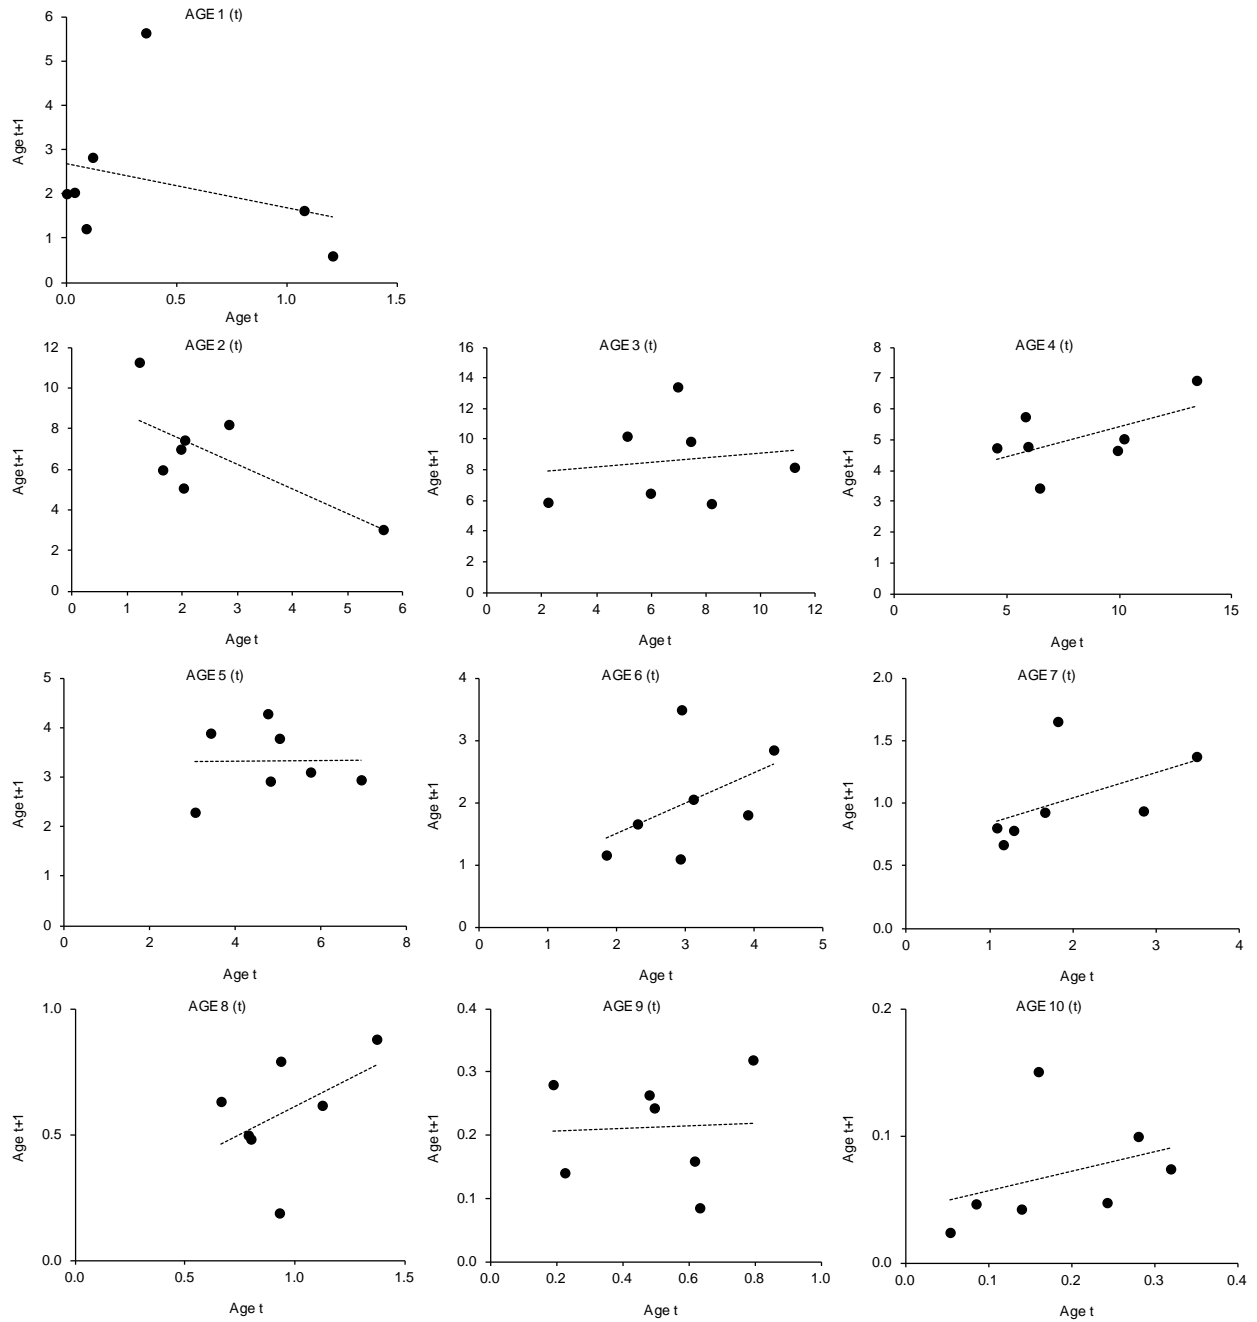 AGE 1 (t)
6
5
4
3
2
1
0
Age t+1
0.0 0.5 1.0 1.5
Age t
AGE 2 (t)
12
10
8
6
4
2
0
Age t+1
0 1 2 3 4 5 6
Age t
AGE 3 (t)
16
14
12
10
8
6
4
2
0
Age t+1
0 2 4 6 8 10 12
Age t
AGE 4 (t)
8
7
6
5
4
3
2
1
0
Age t+1
0 5 10 15
Age t
AGE 5 (t)
5
4
3
2
1
0
Age t+1
0 2 4 6 8
Age t
AGE 6 (t)
4
3
2
1
0
Age t+1
0 1 2 3 4 5
Age t
AGE 7 (t)
2.0
1.5
1.0
0.5
0.0
Age t+1
0 1 2 3 4
Age t
AGE 8 (t)
1.0
0.5
0.0
Age t+1
0.0 0.5 1.0 1.5
Age t
AGE 9 (t)
0.4
0.3
0.2
0.1
0.0
Age t+1
0.0 0.2 0.4 0.6 0.8 1.0
Age t
AGE 10 (t)
0.2
0.1
0.0
Age t+1
0.0 0.1 0.2 0.3 0.4
Age t